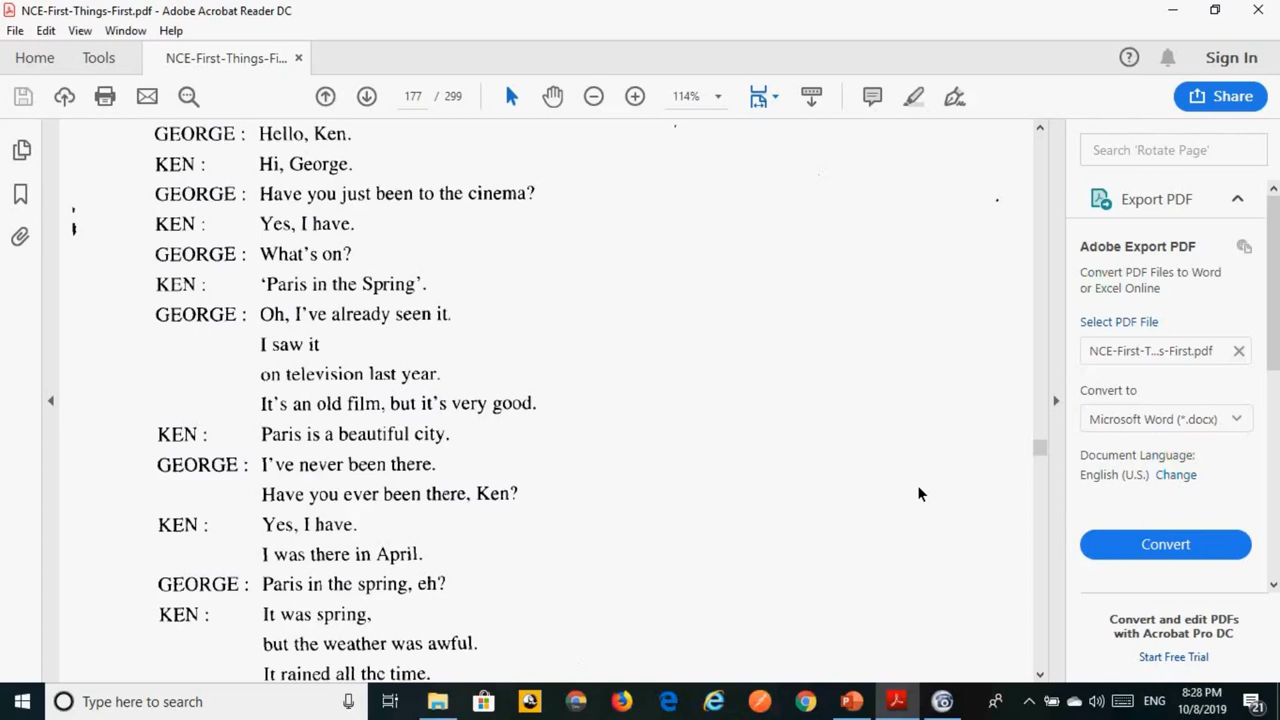 NCE-First-Things-First.pdf - Adobe Acrobat Reader DC
File Edit View Window Help
Home Tools NCE-First-Things-Fi... ×
Sign In
177 / 299 114% Share
GEORGE : Hello, Ken.
KEN : Hi, George.
GEORGE : Have you just been to the cinema?
KEN : Yes, I have.
GEORGE : What's on?
KEN : ‘Paris in the Spring’.
GEORGE : Oh, I've already seen it.
I saw it
on television last year.
It's an old film, but it's very good.
KEN : Paris is a beautiful city.
GEORGE : I've never been there.
Have you ever been there, Ken?
KEN : Yes, I have.
I was there in April.
GEORGE : Paris in the spring, eh?
KEN : It was spring,
but the weather was awful.
It rained all the time.
Search 'Rotate Page'
Export PDF
Adobe Export PDF
Convert PDF Files to Word
or Excel Online
Select PDF File
NCE-First-T...s-First.pdf
Convert to
Microsoft Word (*.docx)
Document Language:
English (U.S.) Change
Convert
Convert and edit PDFs
with Acrobat Pro DC
Start Free Trial
Type here to search
ENG
8:28 PM
10/8/2019
21